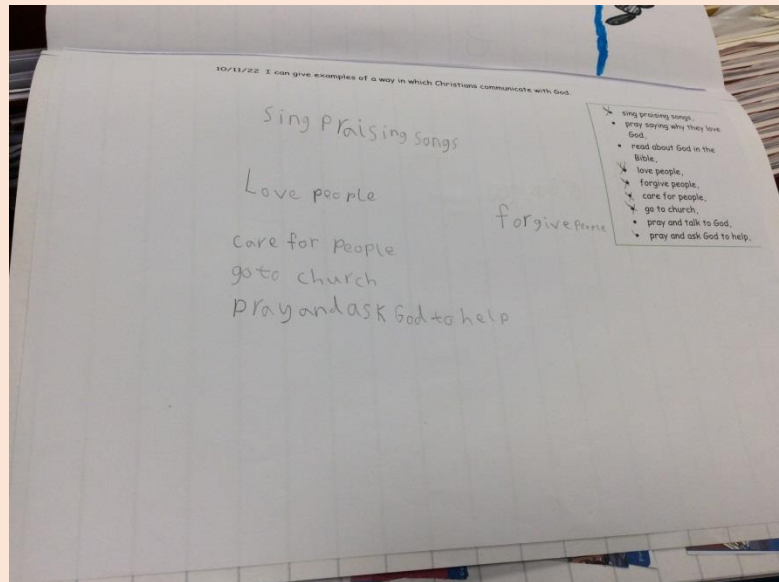 10/11/22 I can give examples of a way in which Christians communicate with God.
sing praising songs,
pray saying why they love
God,
read about God in the
Bible,
love people,
forgive people,
care for people,
go to church,
pray and talk to God,
pray and ask God to help.
sing praising songs
Love people
forgive people
care for people
go to church
pray and ask God to help